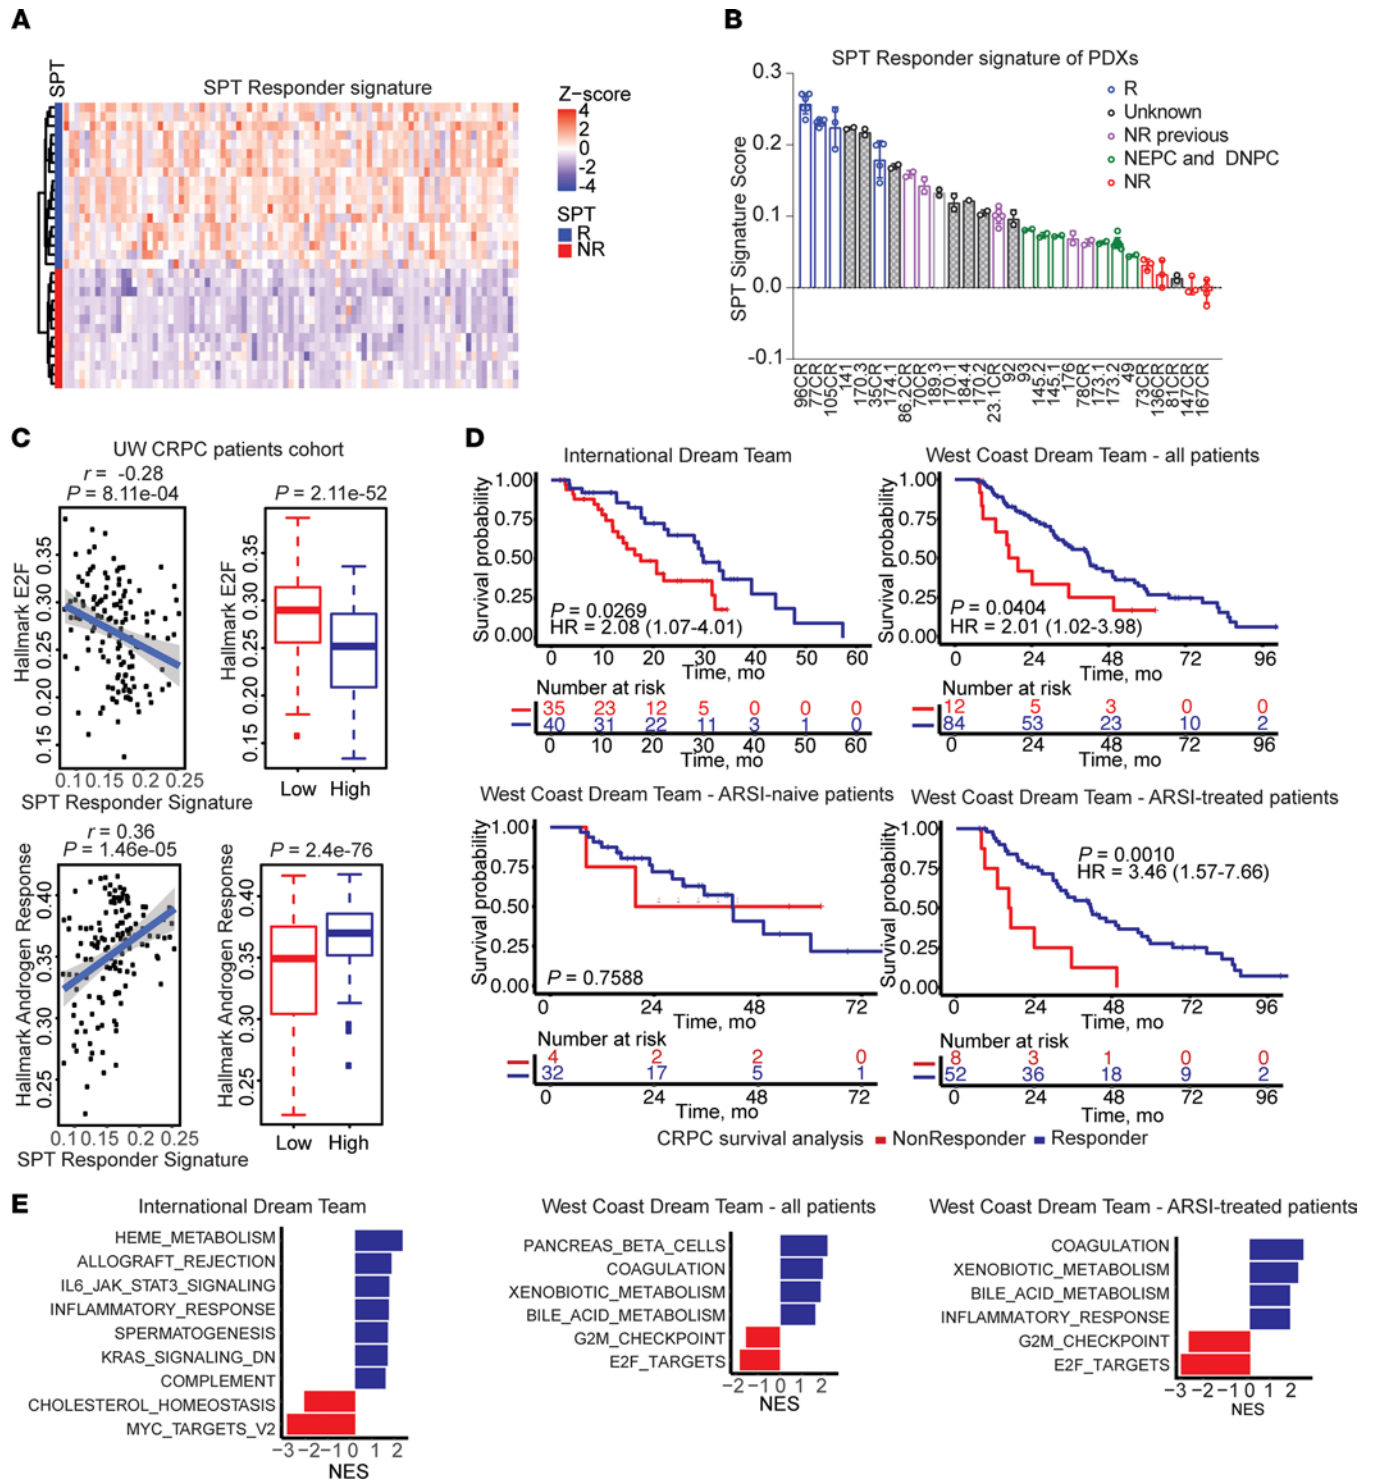 A
SPT
SPT Responder signature
Z−score
4
2
0
-2
-4
SPT
R
NR
B
SPT Responder signature of PDXs
SPT Signature Score
0.3
0.2
0.1
0.0
-0.1
R
Unknown
NR previous
NEPC and DNPC
NR
96CR
77CR
105CR
141
170.3
35CR
174.1
86.2CR
70CR
189.3
170.1
184.4
170.2
23.1CR
92
93
145.2
145.1
176
78CR
173.1
173.2
49
73CR
136CR
81CR
147CR
167CR
C
UW CRPC patients cohort
r = -0.28
P = 8.11e-04
P = 2.11e-52
Hallmark E2F
0.35
0.30
0.25
0.20
0.15
0.1 0.15 0.2 0.25
SPT Responder Signature
Hallmark E2F
0.35
0.30
0.25
0.20
0.15
Low High
r = 0.36
P = 1.46e-05
P = 2.4e-76
Hallmark Androgen Response
0.40
0.35
0.30
0.25
0.1 0.15 0.2 0.25
SPT Responder Signature
Hallmark Androgen Response
0.40
0.35
0.30
0.25
Low High
D
International Dream Team
Survival probability
1.00
0.75
0.50
0.25
0.00
P = 0.0269
HR = 2.08 (1.07-4.01)
0 10 20 30 40 50 60
Time, mo
Number at risk
35 23 12 5 0 0 0
40 31 22 11 3 1 0
0 10 20 30 40 50 60
Time, mo
West Coast Dream Team - all patients
Survival probability
1.00
0.75
0.50
0.25
0.00
P = 0.0404
HR = 2.01 (1.02-3.98)
0 24 48 72 96
Time, mo
Number at risk
12 5 3 0 0
84 53 23 10 2
0 24 48 72 96
Time, mo
West Coast Dream Team - ARSI-naive patients
Survival probability
1.00
0.75
0.50
0.25
0.00
P = 0.7588
0 24 48 72
Time, mo
Number at risk
4 2 2 0
32 17 5 1
0 24 48 72
Time, mo
West Coast Dream Team - ARSI-treated patients
Survival probability
1.00
0.75
0.50
0.25
0.00
P = 0.0010
HR = 3.46 (1.57-7.66)
0 24 48 72 96
Time, mo
Number at risk
8 3 1 0 0
52 36 18 9 2
0 24 48 72 96
Time, mo
CRPC survival analysis NonResponder Responder
E
International Dream Team
HEME_METABOLISM
ALLOGRAFT_REJECTION
IL6_JAK_STAT3_SIGNALING
INFLAMMATORY_RESPONSE
SPERMATOGENESIS
KRAS_SIGNALING_DN
COMPLEMENT
CHOLESTEROL_HOMEOSTASIS
MYC_TARGETS_V2
−3 −2 −1 0 1 2
NES
West Coast Dream Team - all patients
PANCREAS_BETA_CELLS
COAGULATION
XENOBIOTIC_METABOLISM
BILE_ACID_METABOLISM
G2M_CHECKPOINT
E2F_TARGETS
−2 −1 0 1 2
NES
West Coast Dream Team - ARSI-treated patients
COAGULATION
XENOBIOTIC_METABOLISM
BILE_ACID_METABOLISM
INFLAMMATORY_RESPONSE
G2M_CHECKPOINT
E2F_TARGETS
−3 −2 −1 0 1 2
NES